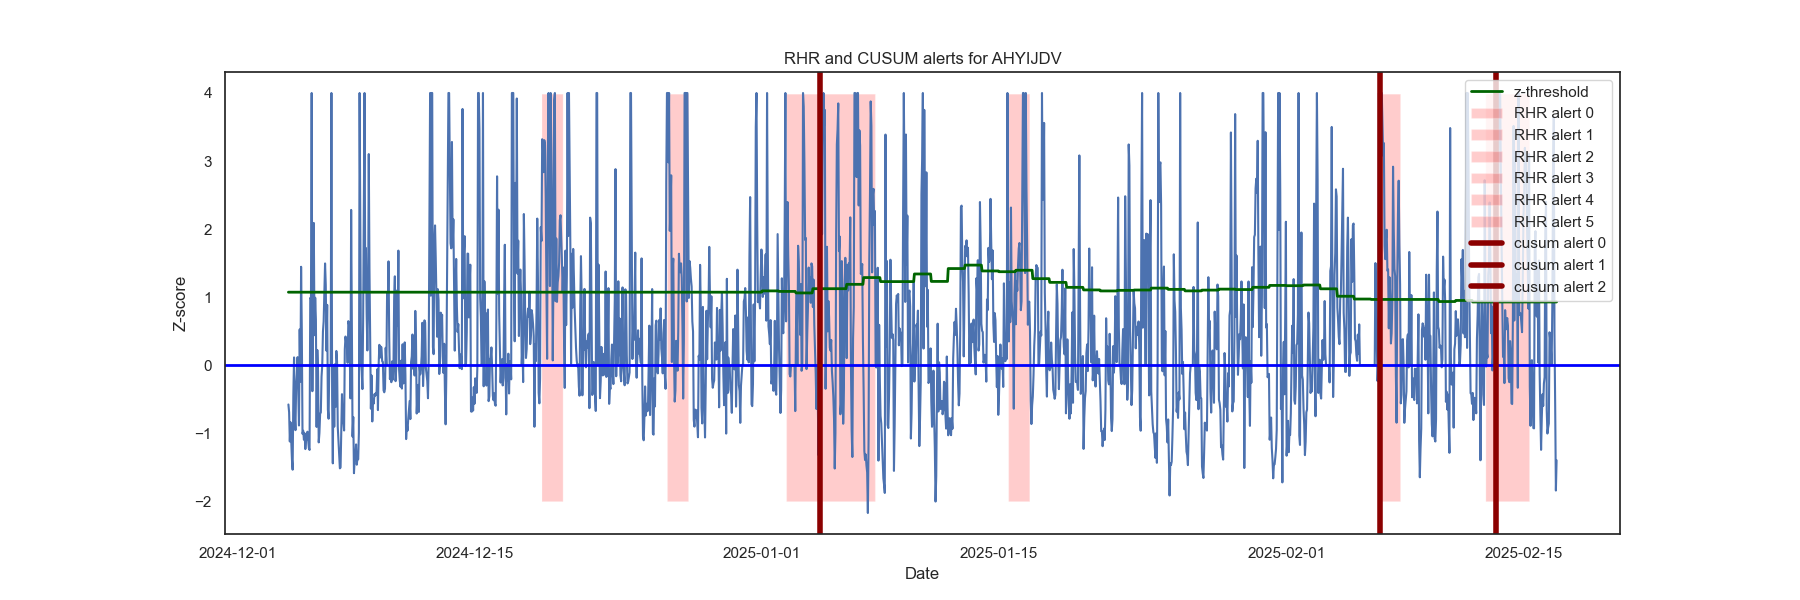 RHR and CUSUM alerts for AHYIJDV
4
3
2
1
0
−1
−2
Z-score
z-threshold
RHR alert 0
RHR alert 1
RHR alert 2
RHR alert 3
RHR alert 4
RHR alert 5
cusum alert 0
cusum alert 1
cusum alert 2
2024-12-01
2024-12-15
2025-01-01
2025-01-15
2025-02-01
2025-02-15
Date